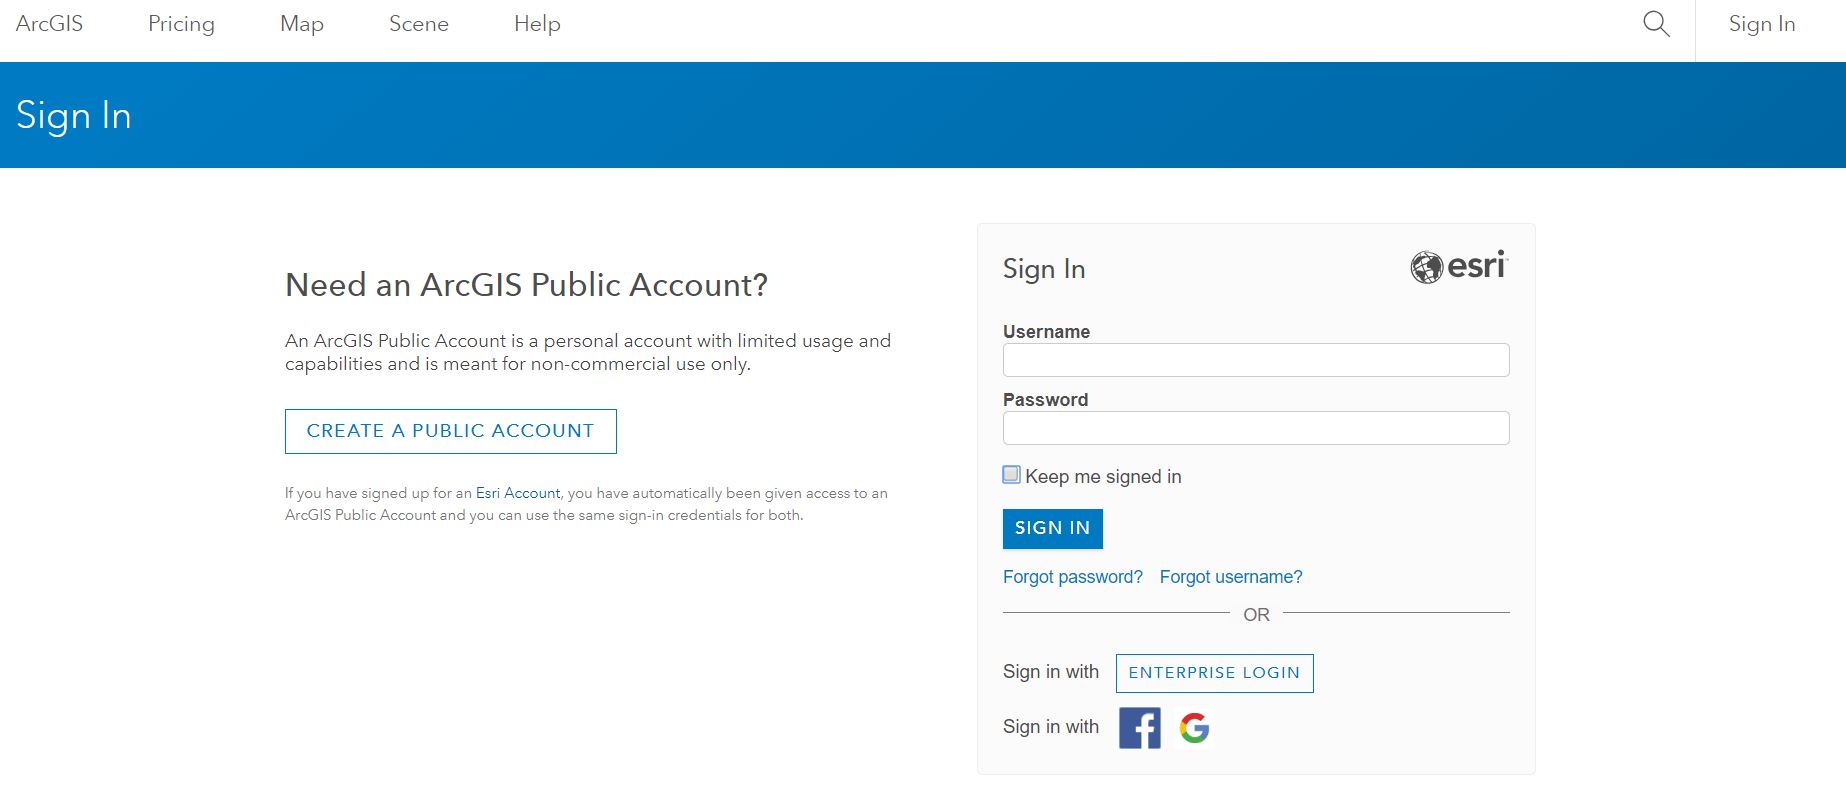 ArcGIS
Pricing
Map
Scene
Help
Sign In
Sign In
Need an ArcGIS Public Account?
An ArcGIS Public Account is a personal account with limited usage and
capabilities and is meant for non-commercial use only.
CREATE A PUBLIC ACCOUNT
If you have signed up for an Esri Account, you have automatically been given access to an
ArcGIS Public Account and you can use the same sign-in credentials for both.
Sign In
esri
Username
Password
Keep me signed in
SIGN IN
Forgot password? Forgot username?
OR
Sign in with ENTERPRISE LOGIN
Sign in with